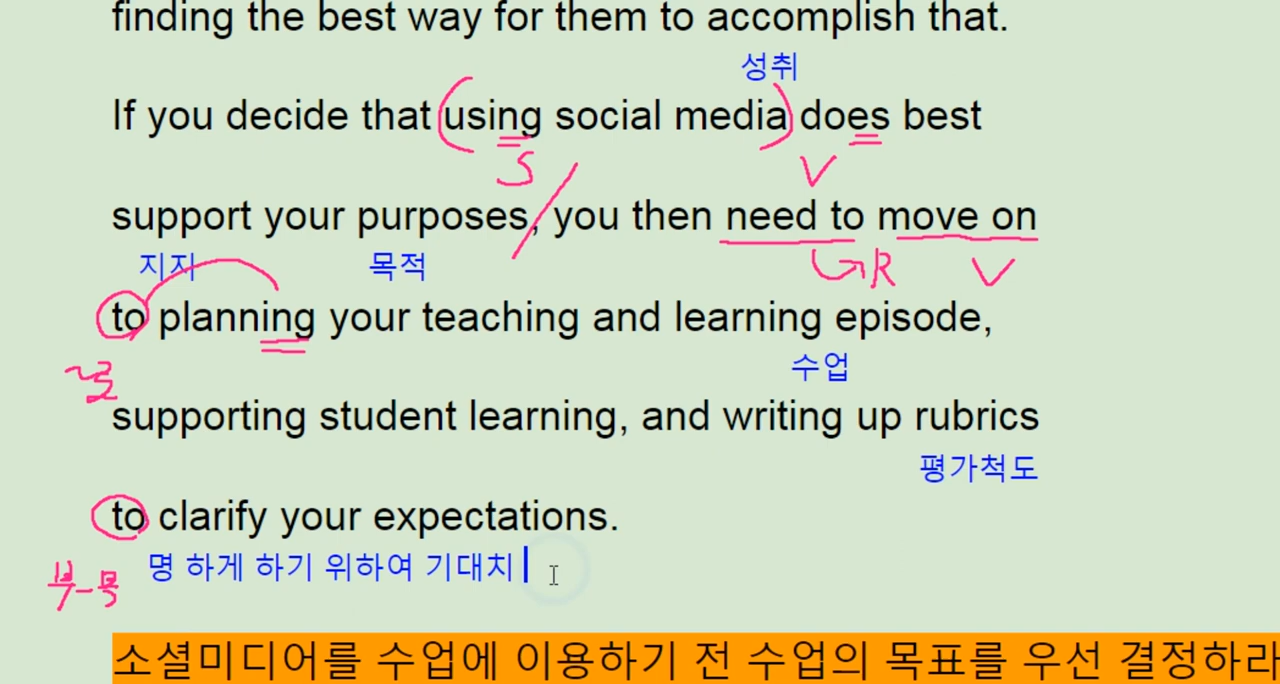 finding the best way for them to accomplish that.
성취
If you decide that (using social media) does best
S V
support your purposes, / you then need to move on
지지 목적 R V
to planning your teaching and learning episode,
전 수업
supporting student learning, and writing up rubrics
평가척도
to clarify your expectations.
부-목 명 하게 하기 위하여 기대치
소셜미디어를 수업에 이용하기 전 수업의 목표를 우선 결정하라